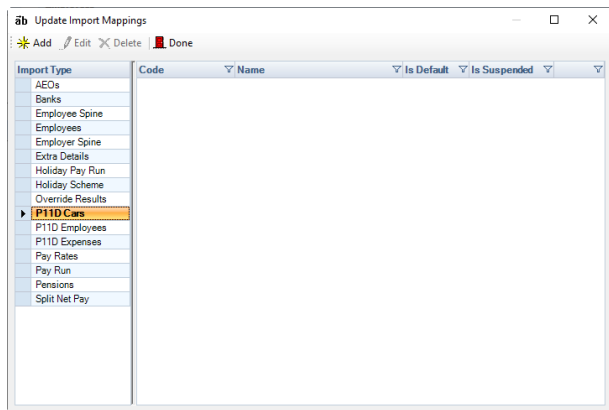 āb Update Import Mappings
Add Edit Delete Done
Import Type Code Name Is Default Is Suspended
AEOs
Banks
Employee Spine
Employees
Employer Spine
Extra Details
Holiday Pay Run
Holiday Scheme
Override Results
P11D Cars
P11D Employees
P11D Expenses
Pay Rates
Pay Run
Pensions
Split Net Pay